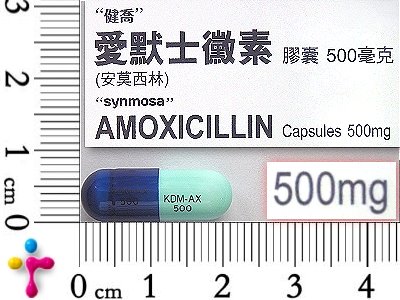 “健喬”
愛默士黴素 膠囊 500毫克
(安莫西林)
“synmosa”
AMOXICILLIN Capsules 500mg
KDM-AX
500
500mg
3
2
1
cm
0
0 cm 1 2 3 4